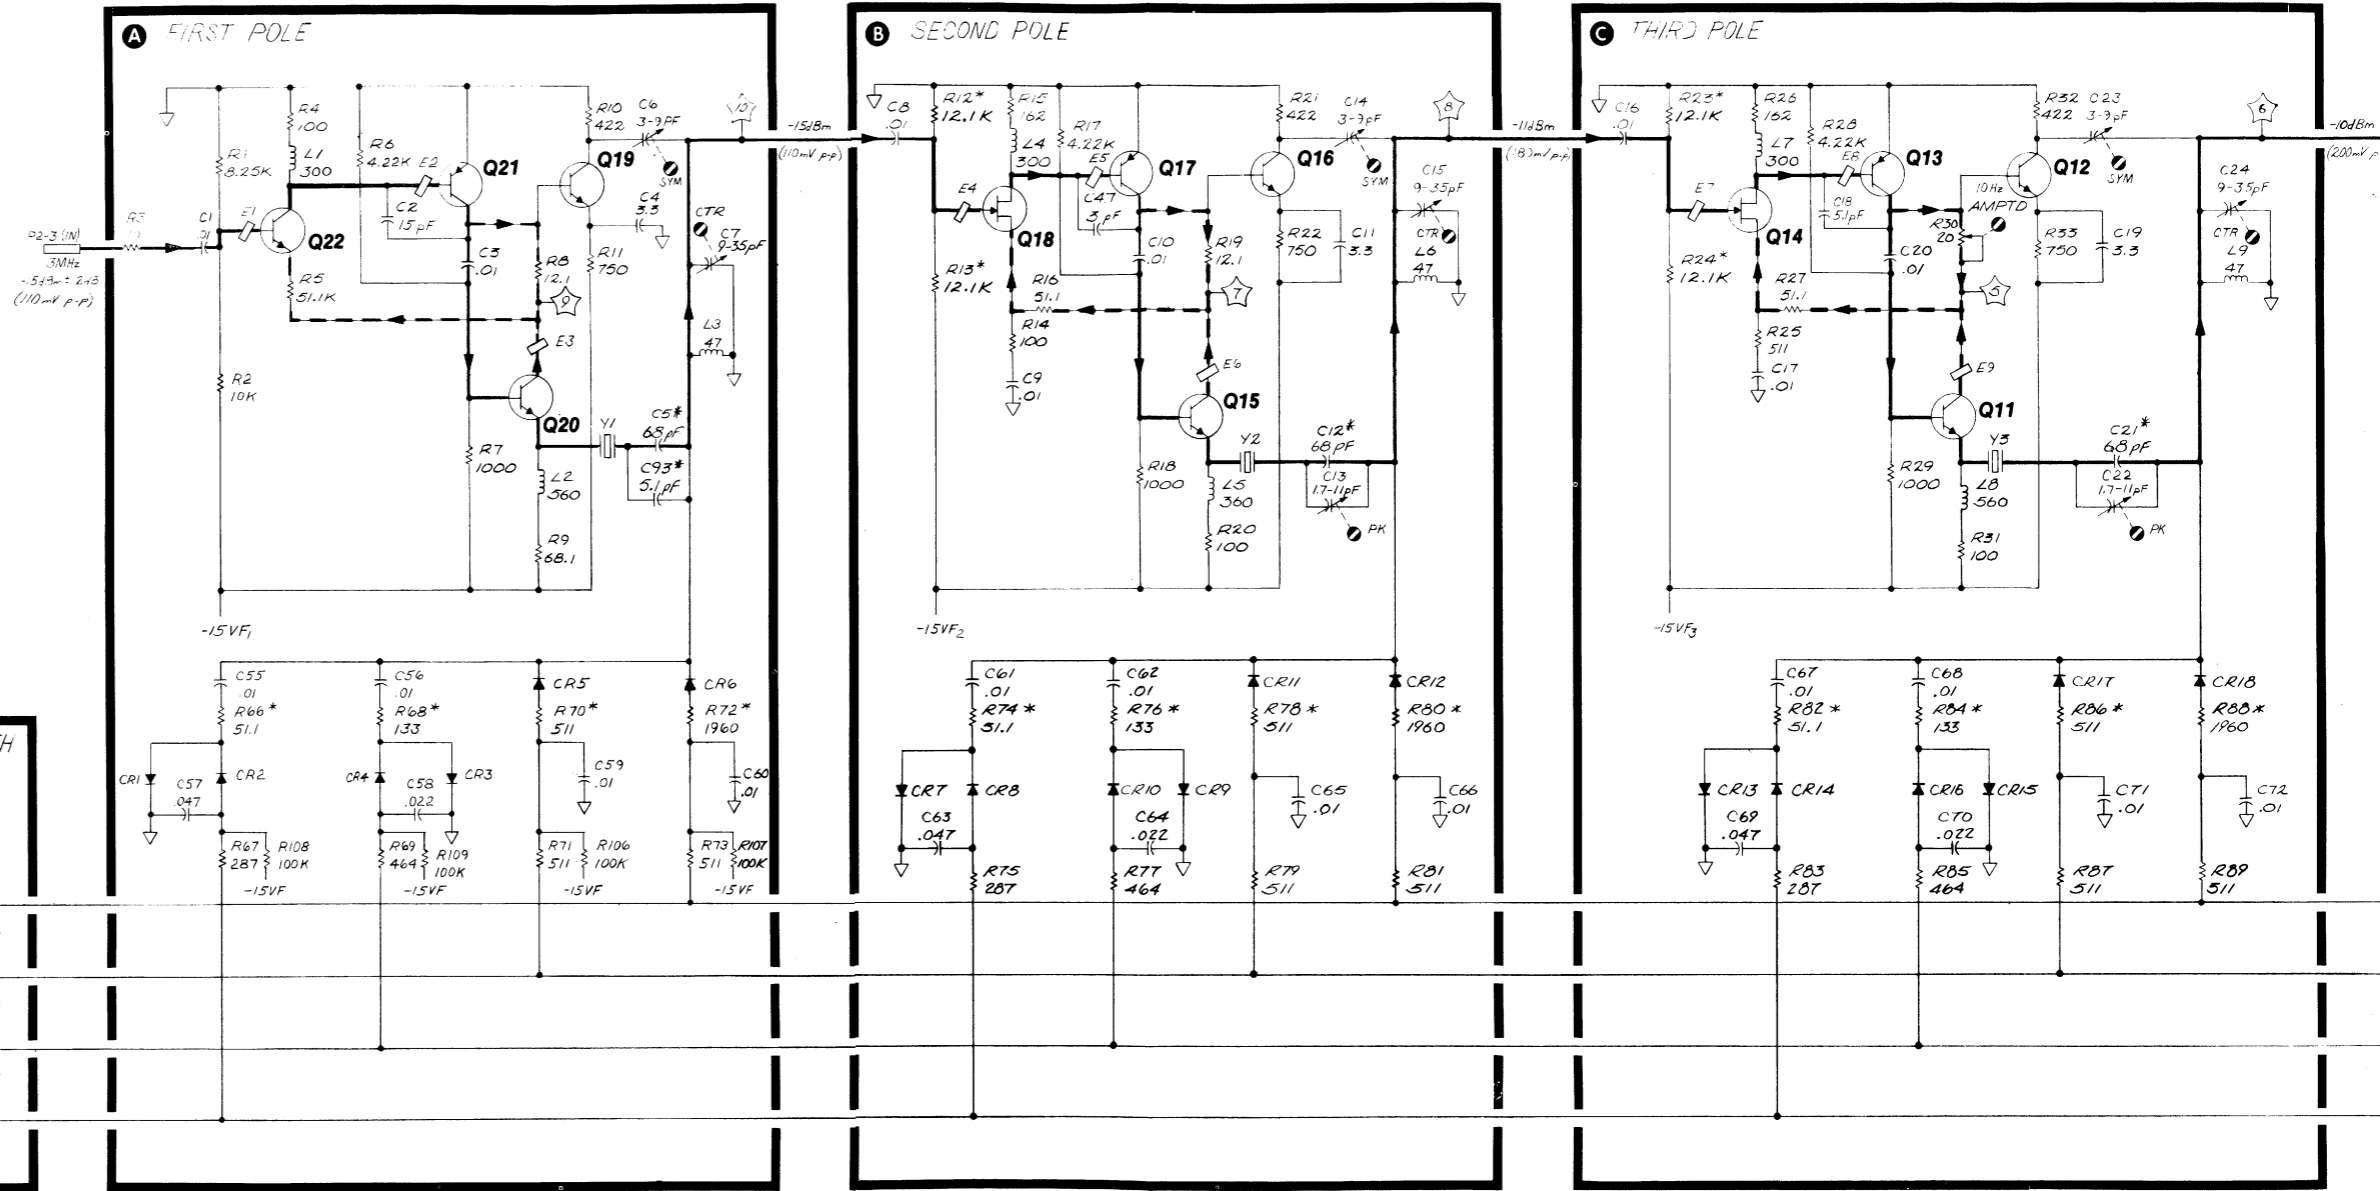 A FIRST POLE
R4
100
R1
8.25K
L1
300
R6
4.22K
E2
Q21
R10
422
C6
3-9PF
SYM
Q19
10
C2
15pF
E1
Q22
C1
.01
R3
P2-3 (IN)
3MHz
(110mV p-p)
R5
51.1K
C3
.01
R8
12.1
9
R11
750
C4
3.3
CTR
C7
9-35pF
L3
47
E3
R2
10K
Q20
R7
1000
Y1
C5*
68pF
C93*
5.1pF
L2
560
R9
68.1
-15VF1
C55
.01
R66*
51.1
C56
.01
R68*
133
CR5
R70*
511
CR6
R72*
1960
CR1
C57
.047
CR2
CR4
C58
.022
CR3
C59
.01
C60
.01
R67
287
R108
100K
-15VF
R69
464
R109
100K
-15VF
R71
511
R106
100K
-15VF
R73
511
R107
100K
-15VF
-15dBm
(110mV p-p)
B SECOND POLE
C8
.01
R12*
12.1K
R15
162
L4
300
R17
4.22K
E5
Q17
R21
422
C14
3-9pF
SYM
Q16
8
E4
Q18
C47
3pF
C10
.01
R19
12.1
R22
750
C11
3.3
C15
9-35pF
CTR
L6
47
R13*
12.1K
R16
51.1
7
R14
100
C9
.01
E6
Q15
R18
1000
Y2
C12*
68pF
C13
1.7-11pF
PK
L5
360
R20
100
-15VF2
C61
.01
R74*
51.1
C62
.01
R76*
133
CR11
R78*
511
CR12
R80*
1960
CR7
CR8
C63
.047
CR10
CR9
C64
.022
C65
.01
C66
.01
R75
287
R77
464
R79
511
R81
511
-11dBm
C THIRD POLE
C16
.01
R23*
12.1K
R26
162
L7
300
R28
4.22K
E8
Q13
R32
422
C23
3-9pF
SYM
Q12
6
10Hz
AMPTD
R30
20
E7
Q14
C18
5.1pF
C20
.01
R33
750
C19
3.3
C24
9-35pF
CTR
L9
47
R24*
12.1K
R27
51.1
5
R25
511
C17
.01
E9
Q11
R29
1000
Y3
C21*
68pF
C22
1.7-11pF
PK
L8
560
R31
100
-15VF3
C67
.01
R82*
51.1
C68
.01
R84*
133
CR17
R86*
511
CR18
R88*
1960
CR13
CR14
C69
.047
CR16
CR15
C70
.022
C71
.01
C72
.01
R83
287
R85
464
R87
511
R89
511
-10dBm
(200mV p